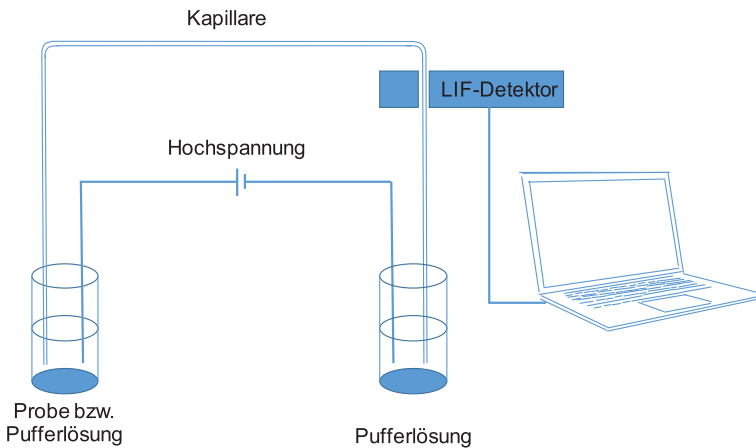 Kapillare
LIF-Detektor
Hochspannung
Probe bzw.
Pufferlösung
Pufferlösung